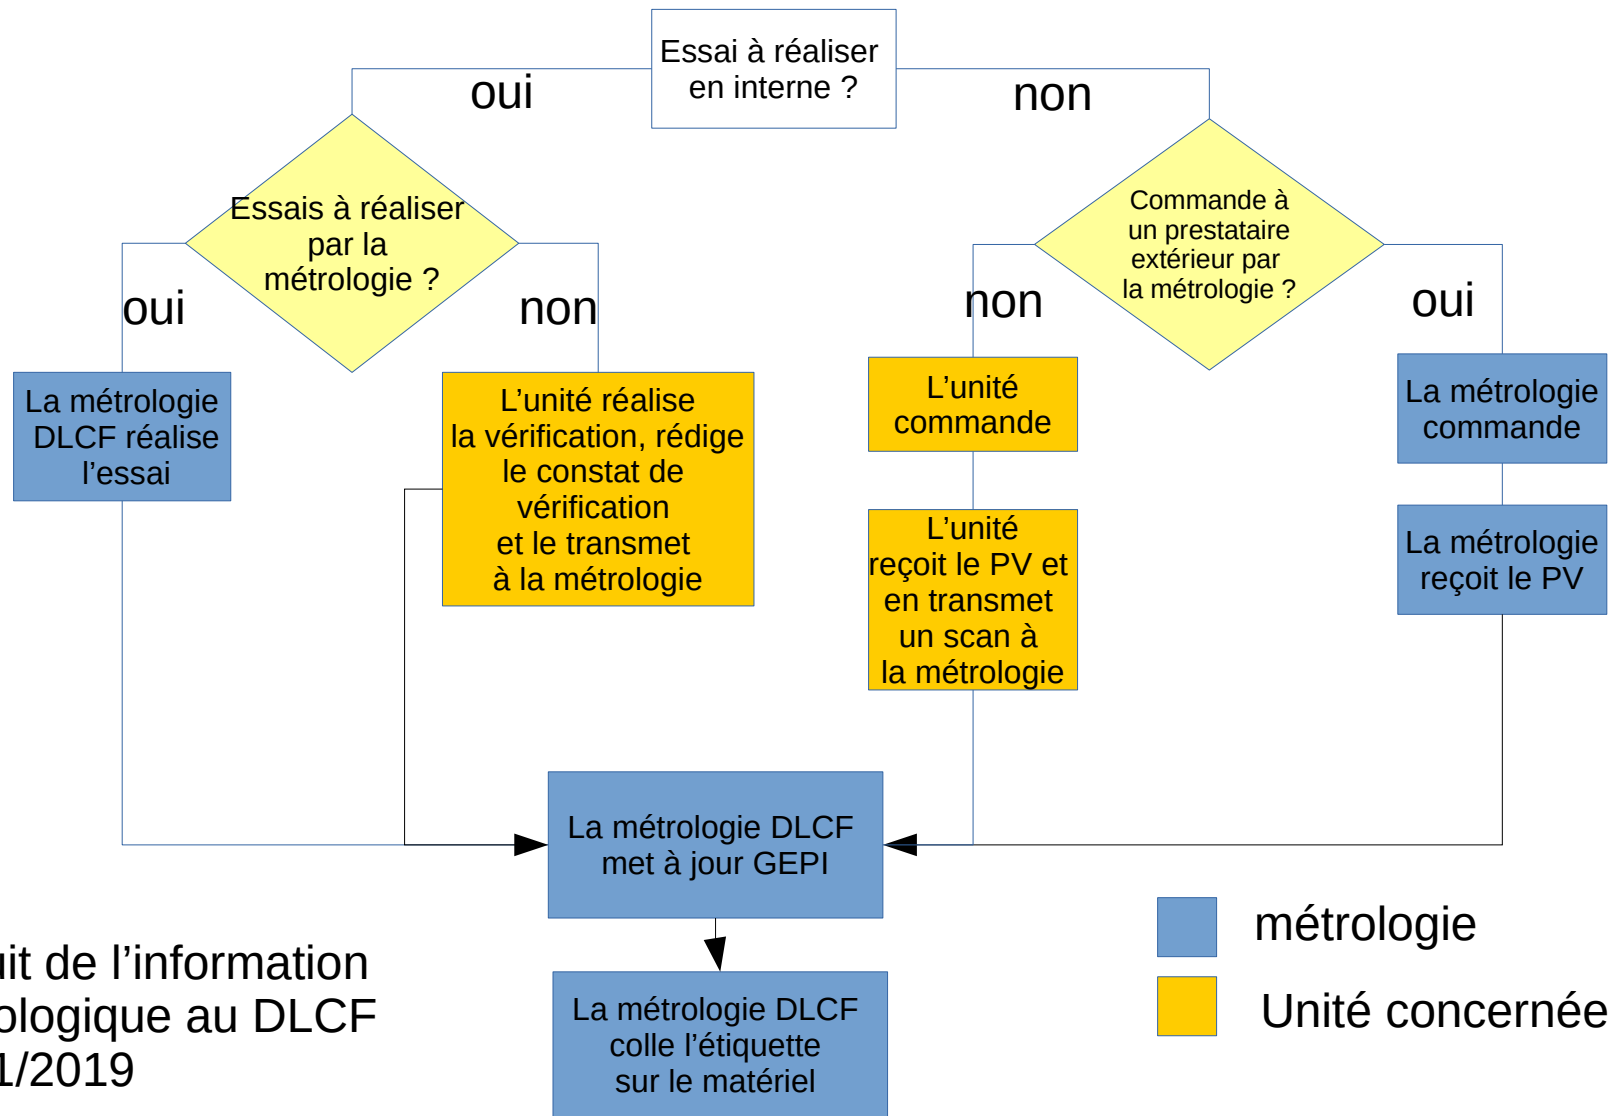 Essai à réaliser
en interne ?
oui
non
Essais à réaliser
par la
métrologie ?
Commande à
un prestataire
extérieur par
la métrologie ?
oui
non
non
oui
La métrologie
DLCF réalise
l’essai
L’unité réalise
la vérification, rédige
le constat de
vérification
et le transmet
à la métrologie
L’unité
commande
La métrologie
commande
L’unité
reçoit le PV et
en transmet
un scan à
la métrologie
La métrologie
reçoit le PV
La métrologie DLCF
met à jour GEPI
La métrologie DLCF
colle l’étiquette
sur le matériel
de l’information
au DLCF
métrologie
Unité concernée